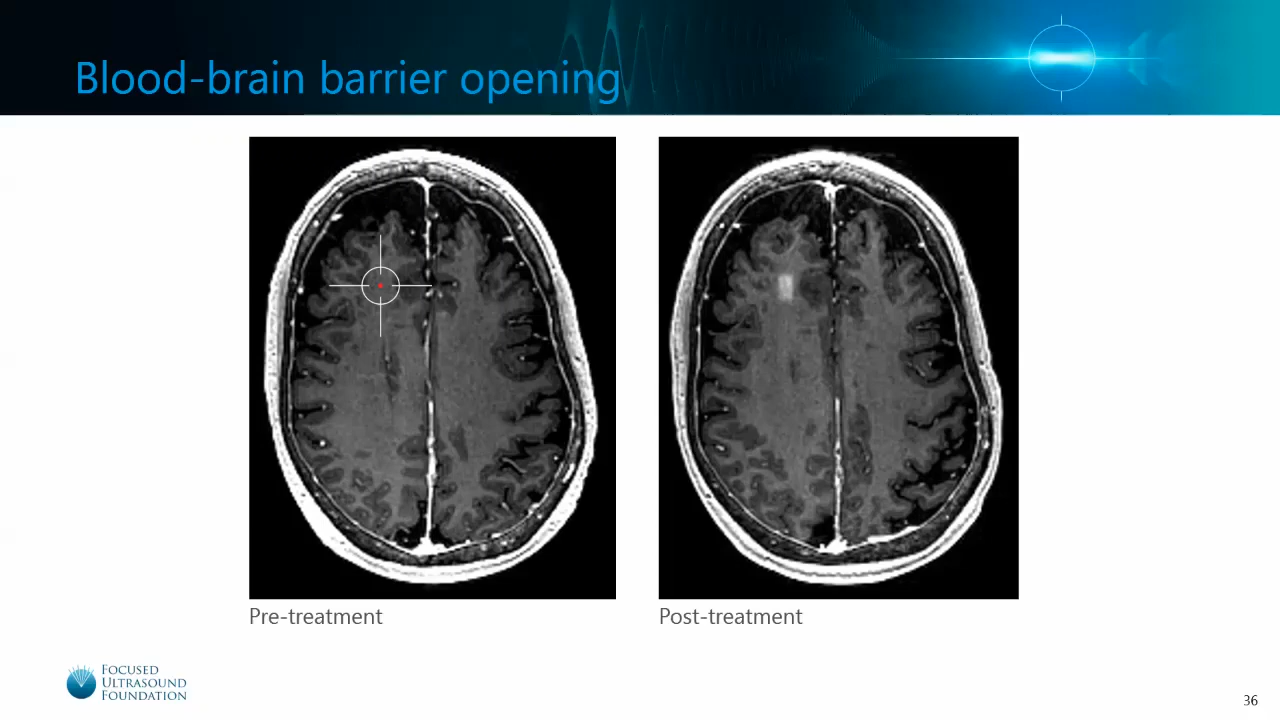 Blood-brain barrier opening
Pre-treatment
Post-treatment
FOCUSED
ULTRASOUND
FOUNDATION
36